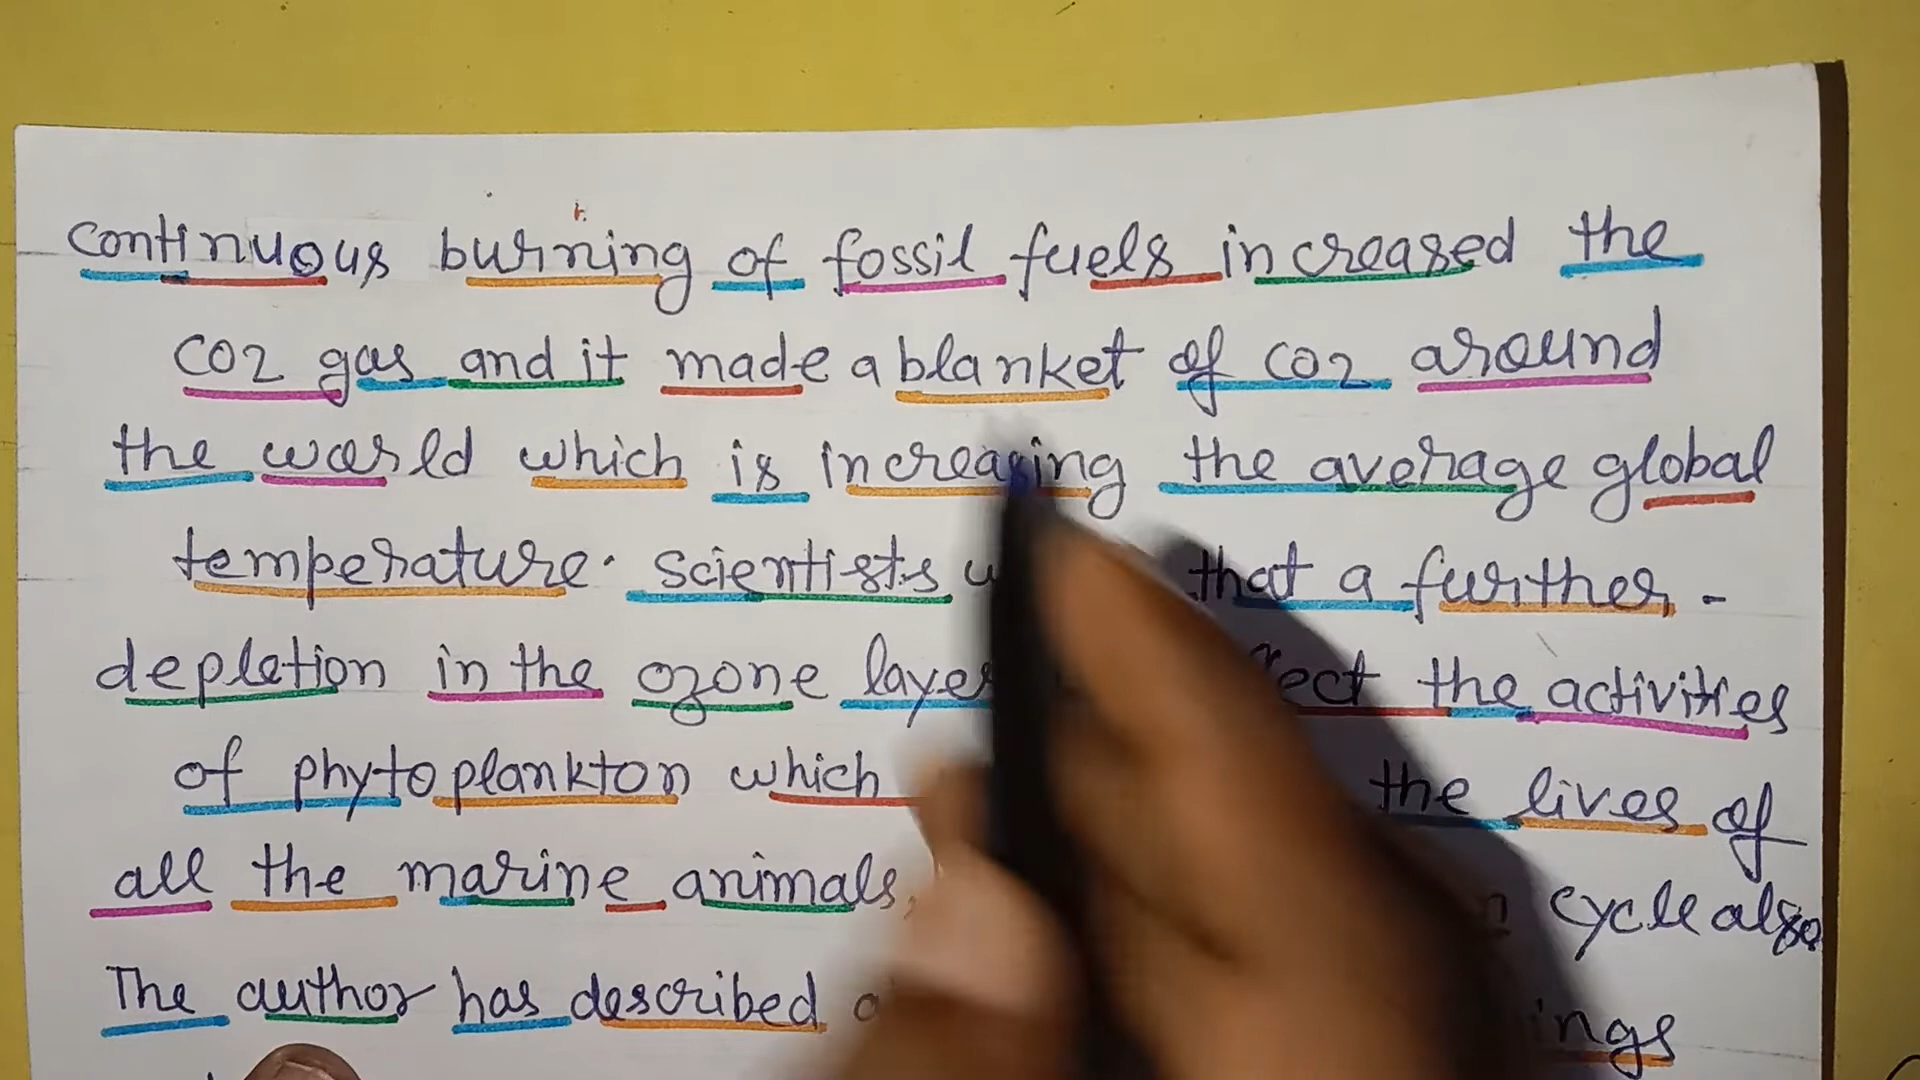 continuous burning of fossil fuels increased the
CO2 gas and it made a blanket of CO2 around
the world which is increasing the average global
temperature. Scientists that a further -
depletion in the ozone layer the activities
of phytoplankton which the lives of
all the marine animals, cycle also
The author has described